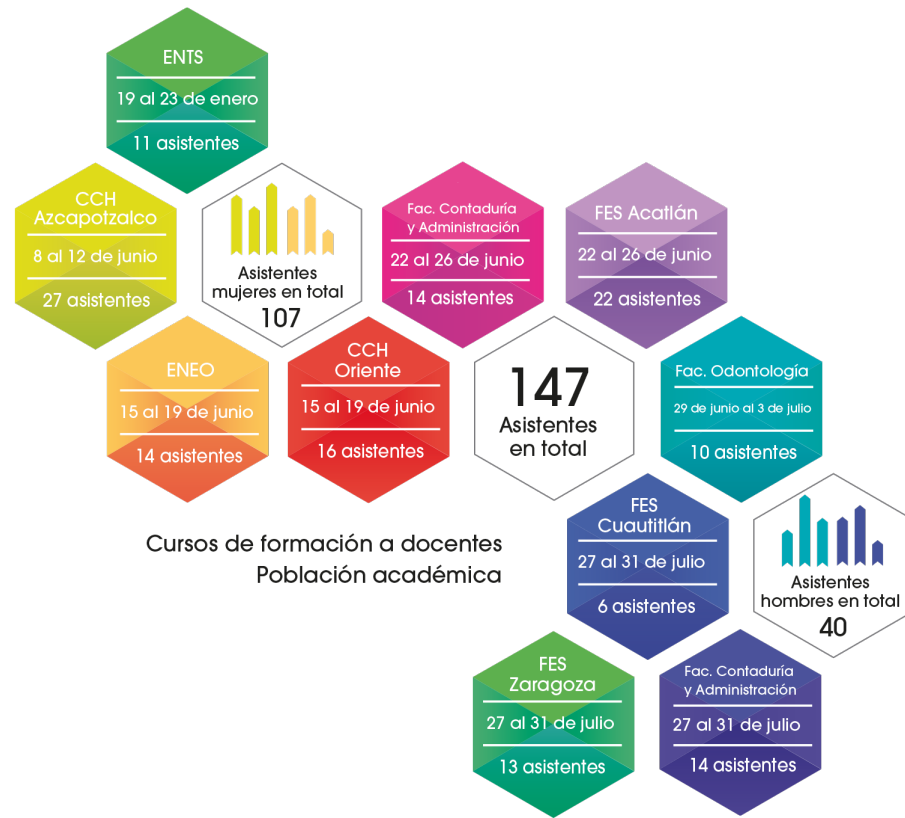 ENTS
19 al 23 de enero
11 asistentes
CCH
Azcapotzalco
8 al 12 de junio
27 asistentes
Asistentes
mujeres en total
107
Fac. Contaduría
y Administración
22 al 26 de junio
14 asistentes
FES Acatlán
22 al 26 de junio
22 asistentes
ENEO
15 al 19 de junio
14 asistentes
CCH
Oriente
15 al 19 de junio
16 asistentes
147
Asistentes
en total
Fac. Odontología
29 de junio al 3 de julio
10 asistentes
Cursos de formación a docentes
Población académica
FES
Cuautitlán
27 al 31 de julio
6 asistentes
Asistentes
hombres en total
40
FES
Zaragoza
27 al 31 de julio
13 asistentes
Fac. Contaduría
y Administración
27 al 31 de julio
14 asistentes